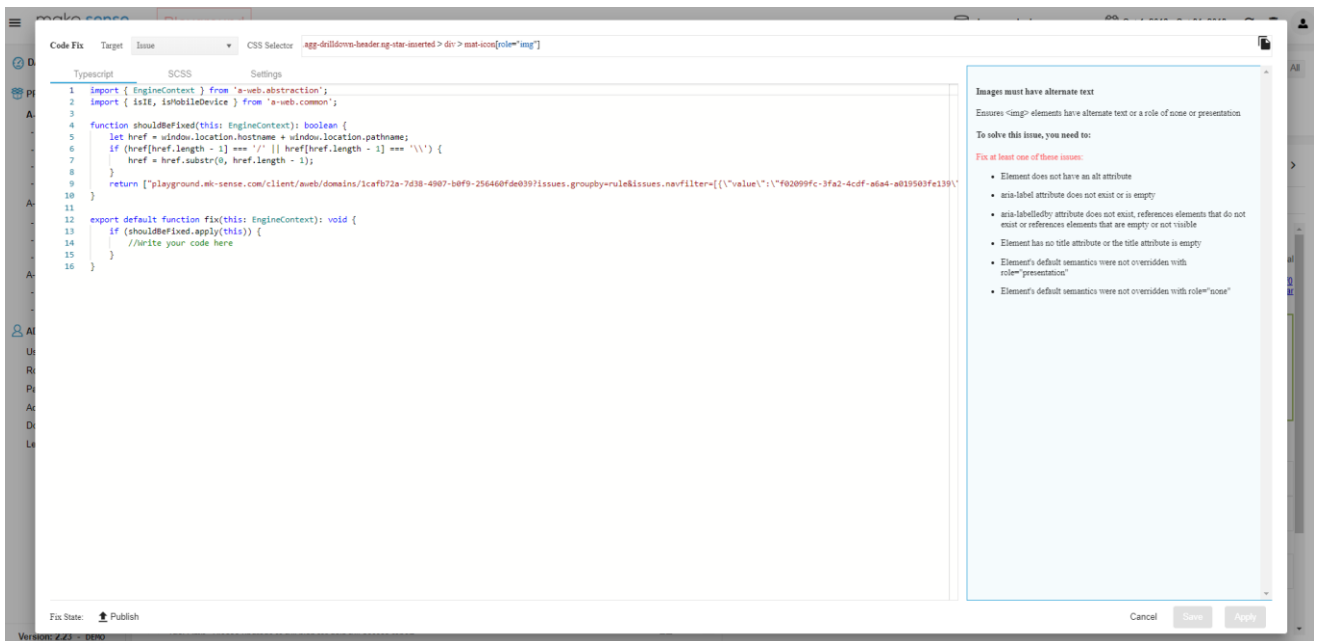 make sense
Code Fix Target Issue CSS Selector .agg-drilldown-header.ng-star-inserted > div > mat-icon[role="img"]
All
Typescript SCSS Settings
1 import { EngineContext } from 'a-web.abstraction';
2 import { isIE, isMobileDevice } from 'a-web.common';
3
4 function shouldBeFixed(this: EngineContext): boolean {
5 let href = window.location.hostname + window.location.pathname;
6 if (href[href.length - 1] === '/' || href[href.length - 1] === '\\') {
7 href = href.substr(0, href.length - 1);
8 }
9 return ["playground.mk-sense.com/client/aweb/domains/1cafb72a-7d38-4907-b0f9-256460fde039?issues.groupby=rule&issues.navfilter=[{\"value\":\"f02099fc-3fa2-4cdf-a6a4-a019503fe139\"
10 }
11
12 export default function fix(this: EngineContext): void {
13 if (shouldBeFixed.apply(this)) {
14 //Write your code here
15 }
16 }
Images must have alternate text
Ensures <img> elements have alternate text or a role of none or presentation
To solve this issue, you need to:
Fix at least one of these issues:
• Element does not have an alt attribute
• aria-label attribute does not exist or is empty
• aria-labelledby attribute does not exist, references elements that do not
exist or references elements that are empty or not visible
• Element has no title attribute or the title attribute is empty
• Element's default semantics were not overridden with
role="presentation"
• Element's default semantics were not overridden with role="none"
Fix State: Publish
Cancel Save Apply
Version: 2.23 - DEMO